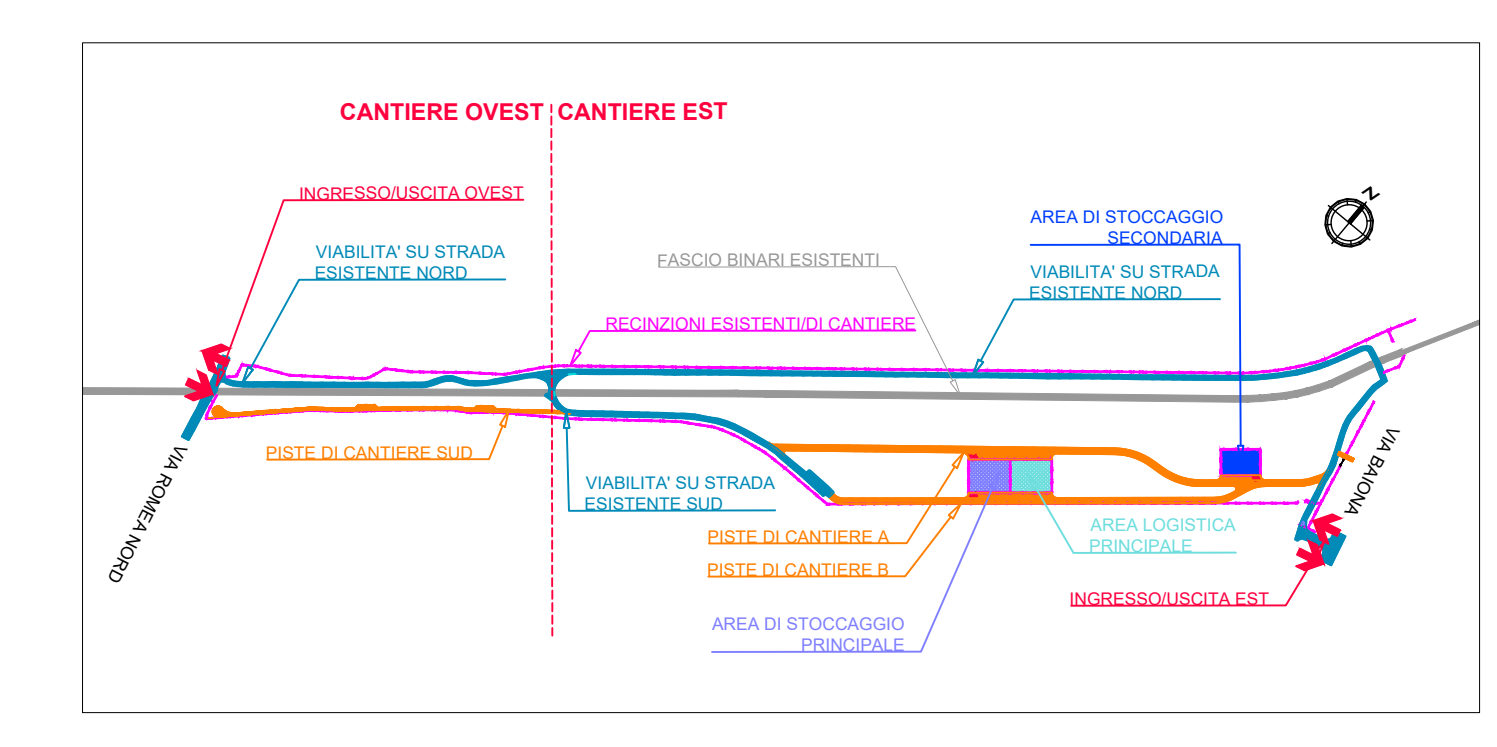 CANTIERE OVEST CANTIERE EST
INGRESSO/USCITA OVEST
VIABILITA' SU STRADA
ESISTENTE NORD
FASCIO BINARI ESISTENTI
AREA DI STOCCAGGIO
SECONDARIA
VIABILITA' SU STRADA
ESISTENTE NORD
N
RECINZIONI ESISTENTI/DI CANTIERE
PISTE DI CANTIERE SUD
VIA ROMEA NORD
VIABILITA' SU STRADA
ESISTENTE SUD
VIA BAIONA
PISTE DI CANTIERE A
PISTE DI CANTIERE B
AREA LOGISTICA
PRINCIPALE
AREA DI STOCCAGGIO
PRINCIPALE
INGRESSO/USCITA EST